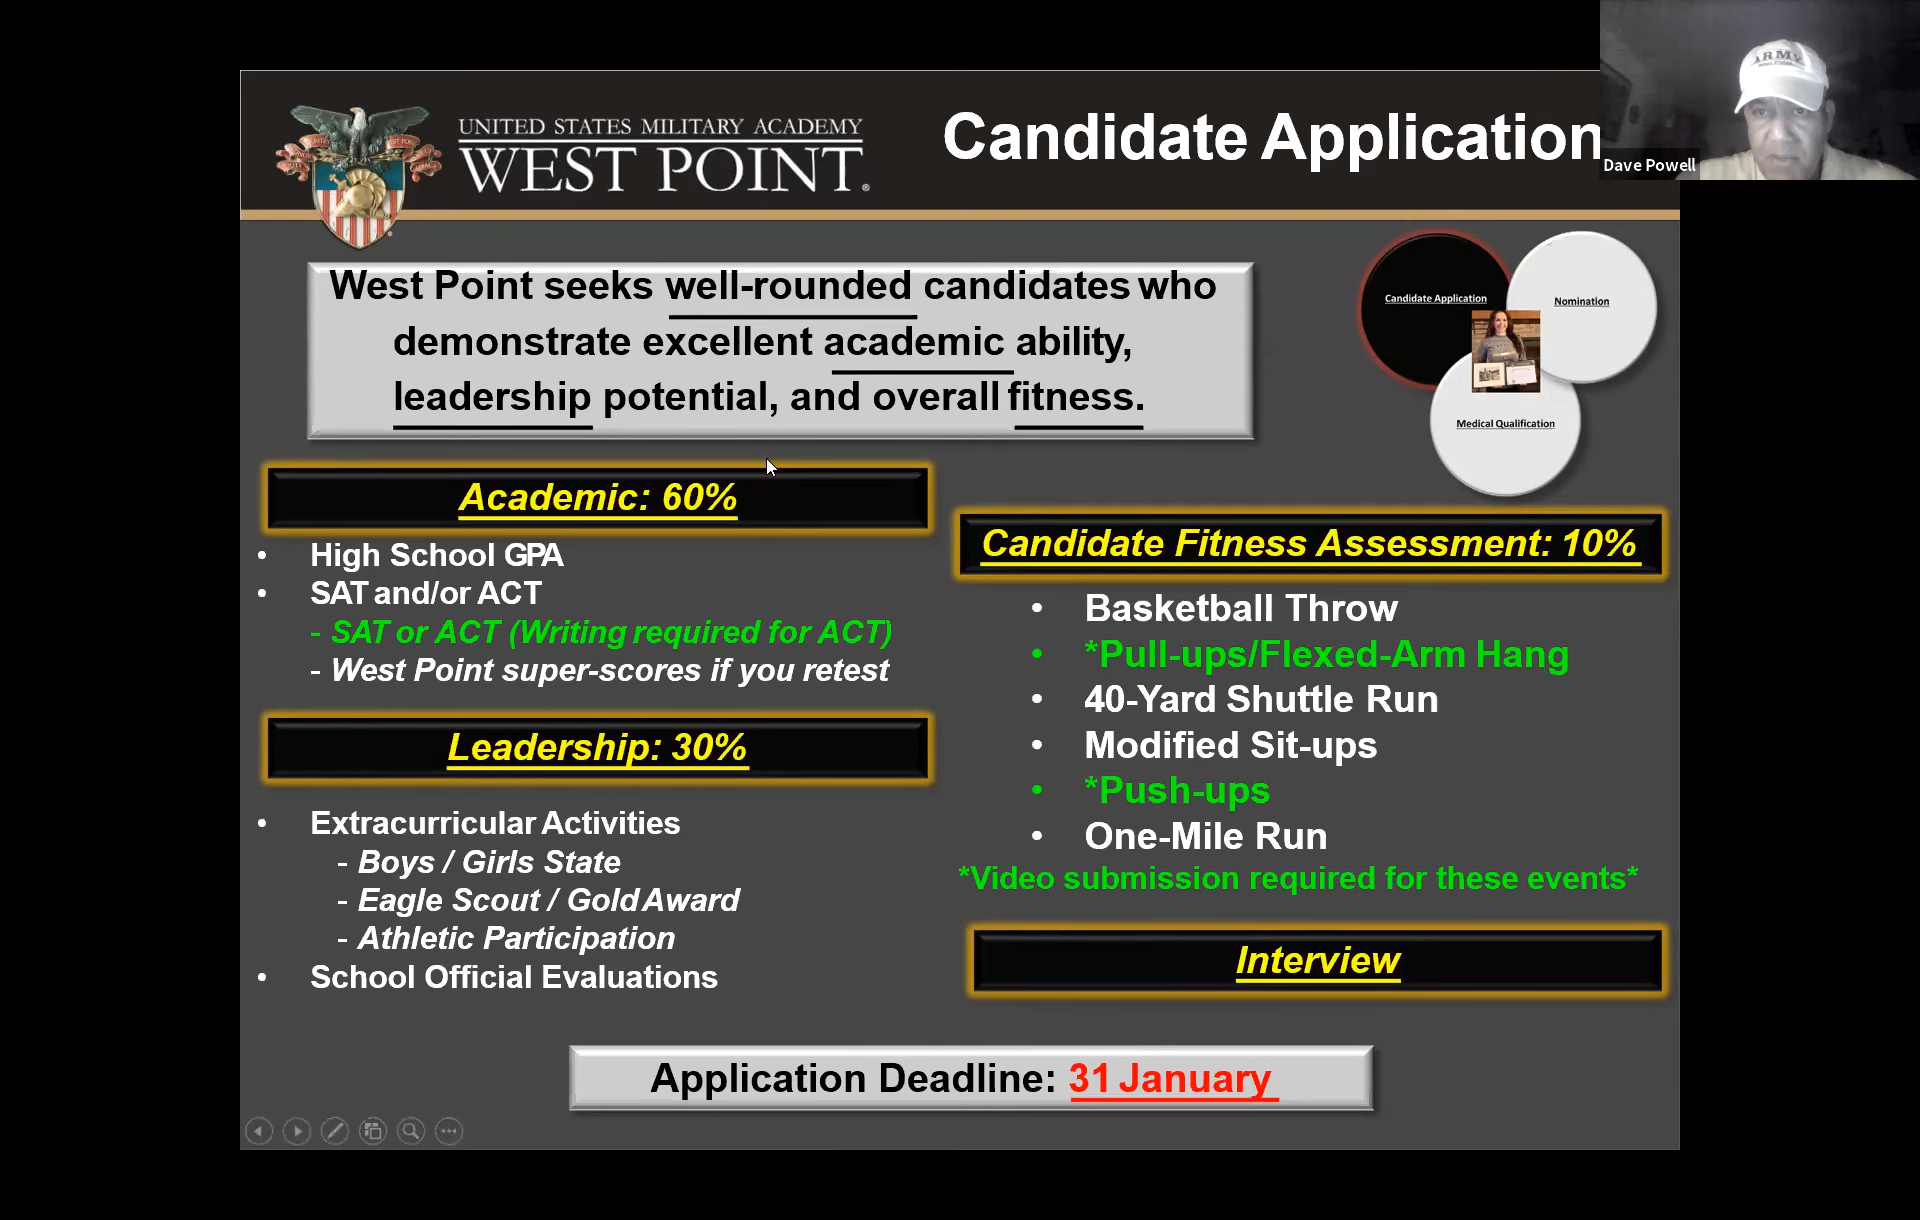 UNITED STATES MILITARY ACADEMY
WEST POINT®
Candidate Application
ARMY
Dave Powell
West Point seeks well-rounded candidates who
demonstrate excellent academic ability,
leadership potential, and overall fitness.
Candidate Application
Nomination
Medical Qualification
Academic: 60%
• High School GPA
• SAT and/or ACT
- SAT or ACT (Writing required for ACT)
- West Point super-scores if you retest
Leadership: 30%
• Extracurricular Activities
- Boys / Girls State
- Eagle Scout / Gold Award
- Athletic Participation
• School Official Evaluations
Candidate Fitness Assessment: 10%
• Basketball Throw
• *Pull-ups/Flexed-Arm Hang
• 40-Yard Shuttle Run
• Modified Sit-ups
• *Push-ups
• One-Mile Run
*Video submission required for these events*
Interview
Application Deadline: 31 January